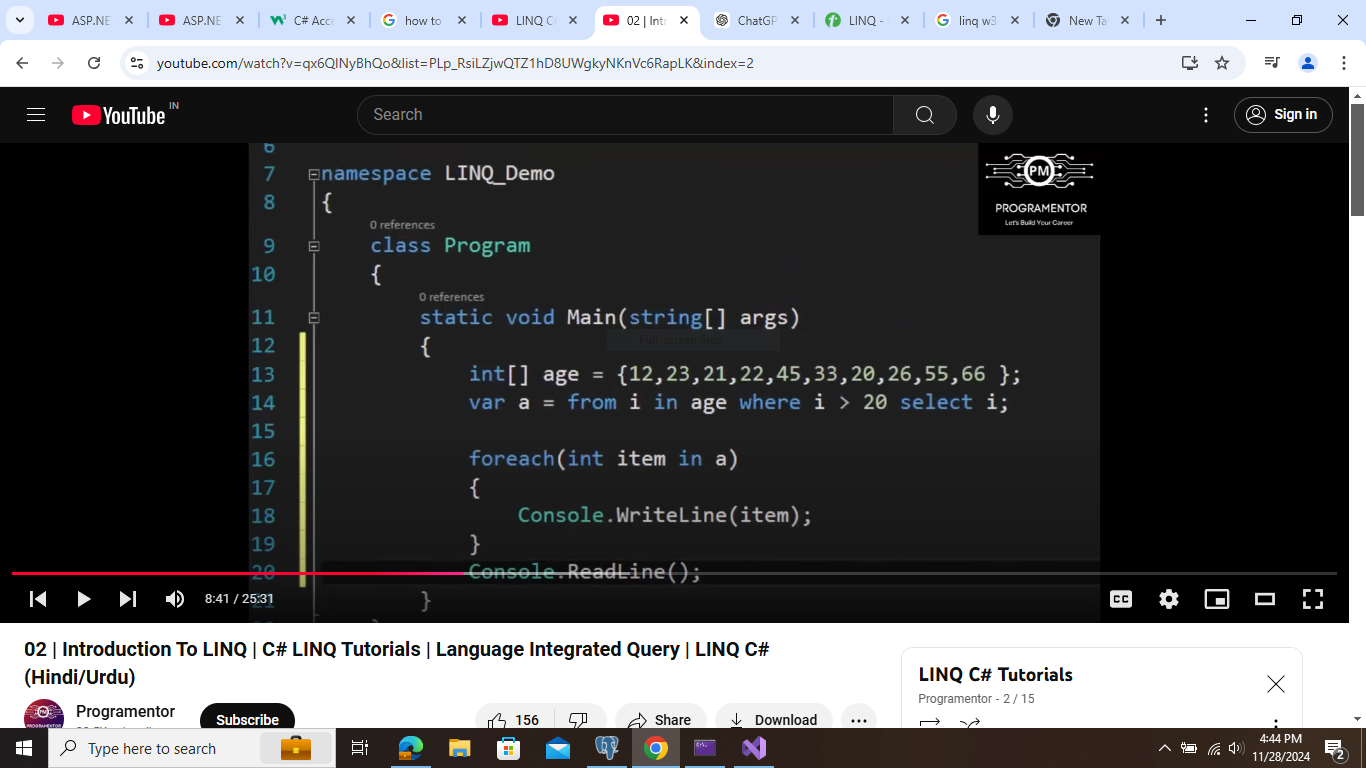 ASP.NE
ASP.NE
C# Acce
how to
LINQ C
02 | Int
ChatGP
LINQ -
linq w3
New Ta
youtube.com/watch?v=qx6QlNyBhQo&list=PLp_RsiLZjwQTZ1hD8UWgkyNKnVc6RapLK&index=2
YouTube IN
Search
Sign in
6
7 namespace LINQ_Demo
8 {
0 references
9 class Program
10 {
0 references
11 static void Main(string[] args)
12 {
13 int[] age = {12,23,21,22,45,33,20,26,55,66 };
14 var a = from i in age where i > 20 select i;
15
16 foreach(int item in a)
17 {
18 Console.WriteLine(item);
19 }
20 Console.ReadLine();
21 }
PM
PROGRAMENTOR
Let's Build Your Career
Full-screen Snip
8:41 / 25:31
CC
02 | Introduction To LINQ | C# LINQ Tutorials | Language Integrated Query | LINQ C#
(Hindi/Urdu)
Programentor
Subscribe
156
Share
Download
LINQ C# Tutorials
Programentor - 2 / 15
Type here to search
4:44 PM
11/28/2024
2